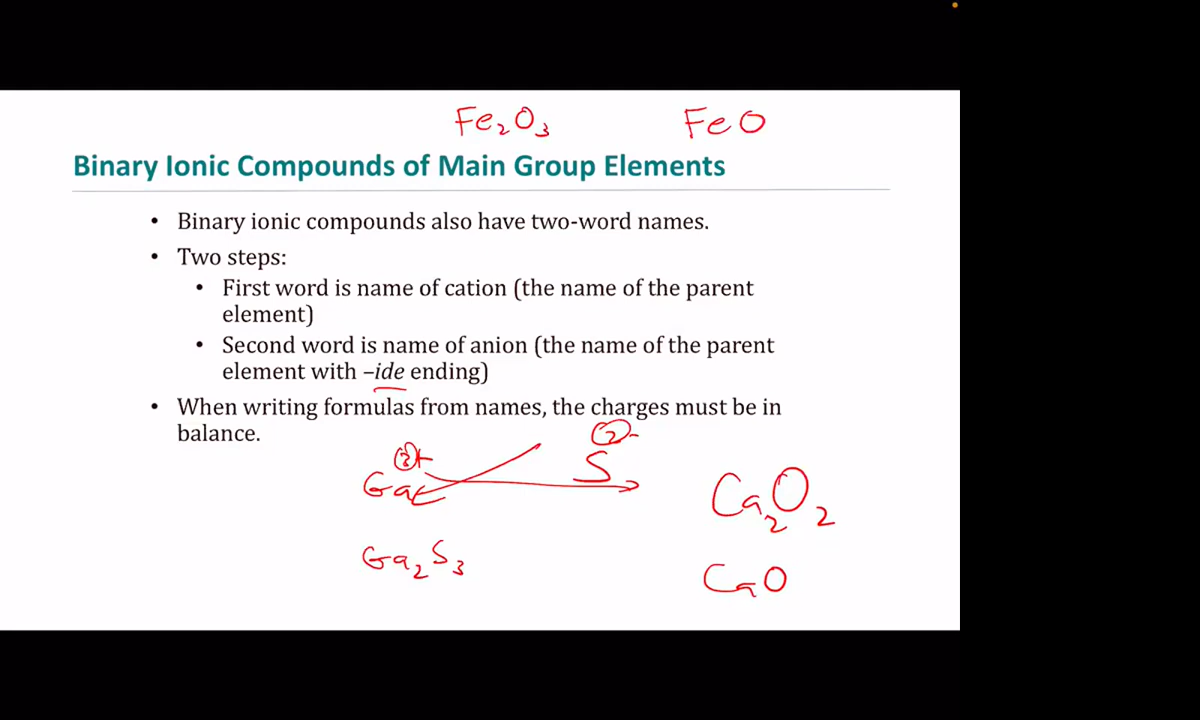 Fe₂O₃ FeO
Binary Ionic Compounds of Main Group Elements
• Binary ionic compounds also have two-word names.
• Two steps:
• First word is name of cation (the name of the parent
element)
• Second word is name of anion (the name of the parent
element with –ide ending)
• When writing formulas from names, the charges must be in
balance.
3+ 2-
Ga S
Ca₂O₂
Ga₂S₃
CaO